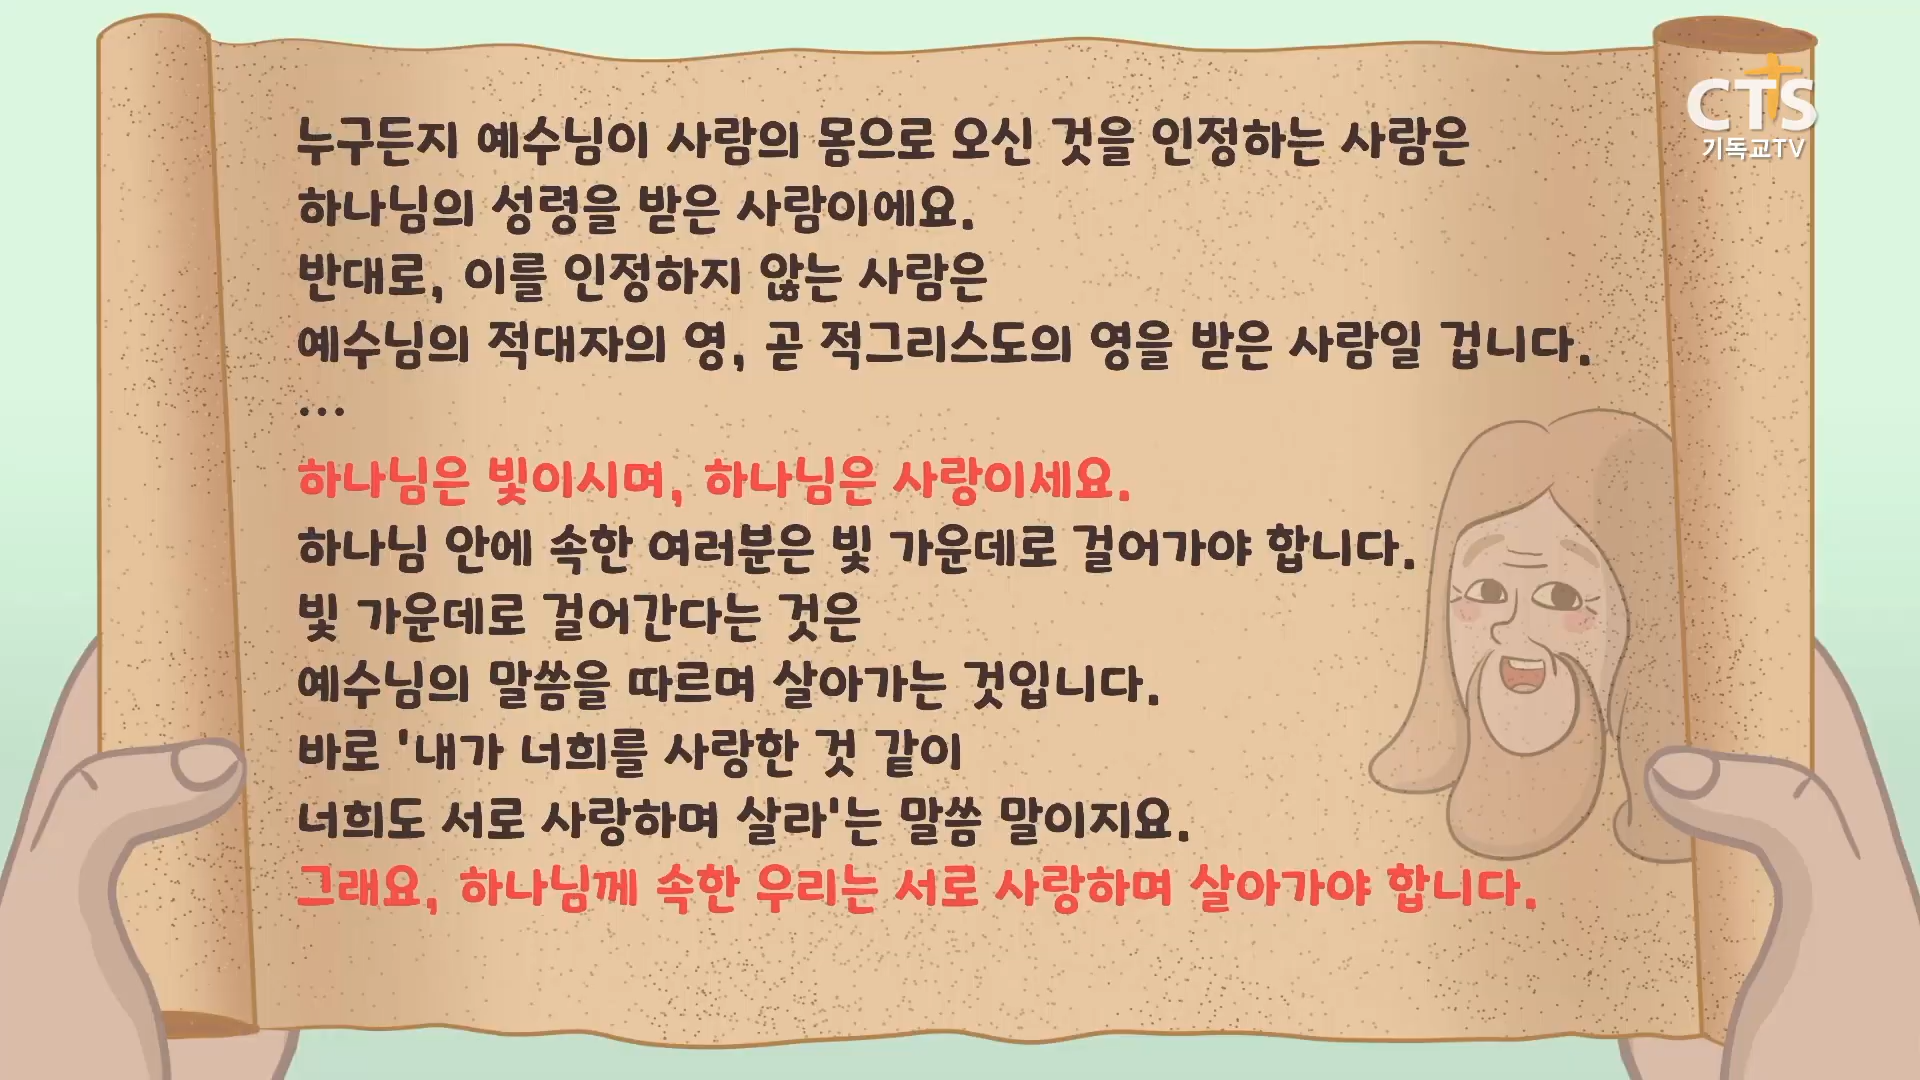 누구든지 예수님이 사람의 몸으로 오신 것을 인정하는 사람은
하나님의 성령을 받은 사람이에요.
반대로, 이를 인정하지 않는 사람은
예수님의 적대자의 영, 곧 적그리스도의 영을 받은 사람일 겁니다.
...
하나님은 빛이시며, 하나님은 사랑이세요.
하나님 안에 속한 여러분은 빛 가운데로 걸어가야 합니다.
빛 가운데로 걸어간다는 것은
예수님의 말씀을 따르며 살아가는 것입니다.
바로 '내가 너희를 사랑한 것 같이
너희도 서로 사랑하며 살라'는 말씀 말이지요.
그래요, 하나님께 속한 우리는 서로 사랑하며 살아가야 합니다.
CTS
기독교TV